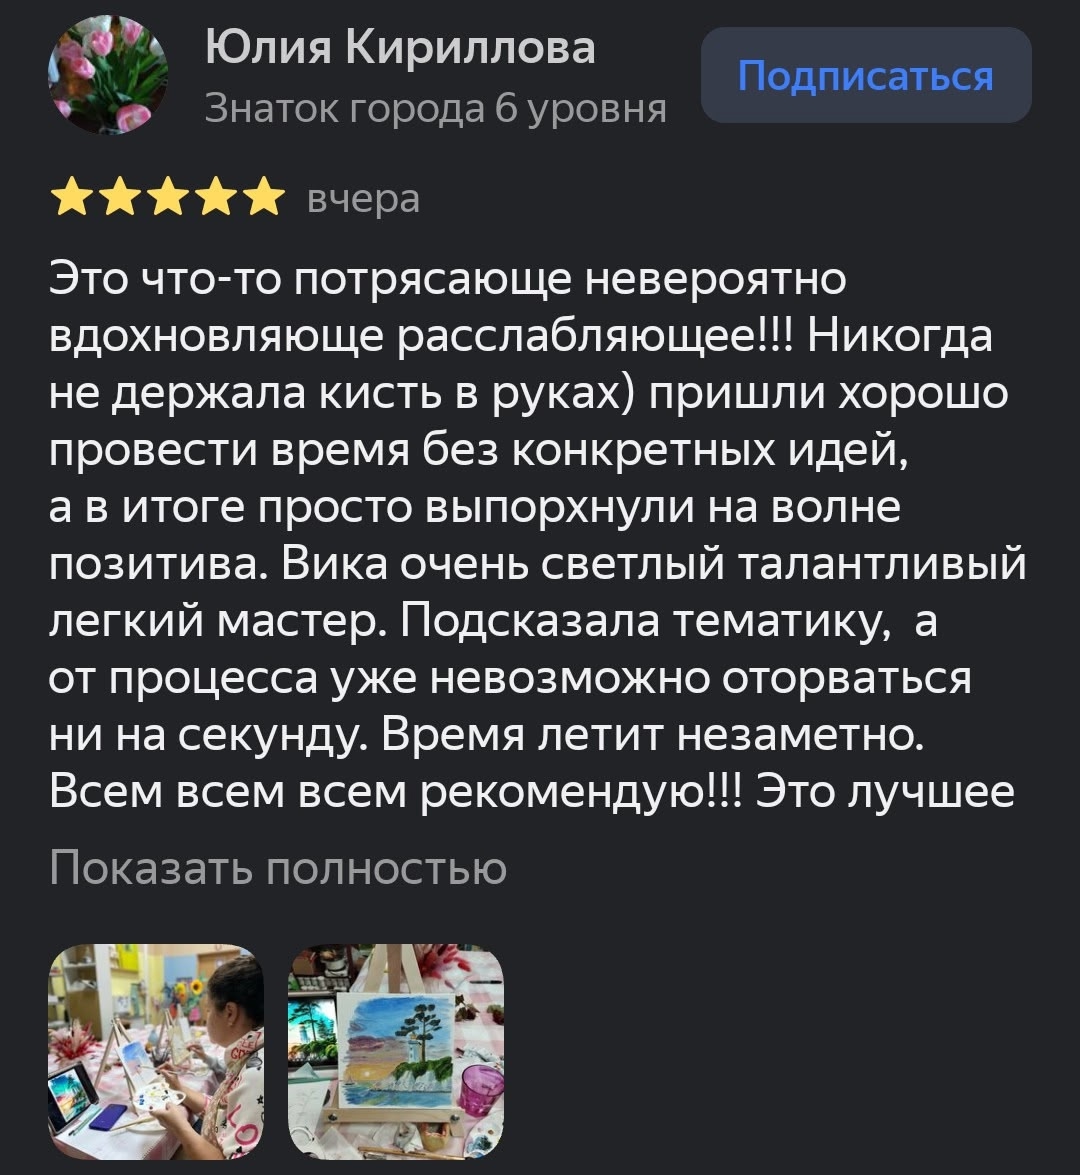 Юлия Кириллова
Знаток города 6 уровня
Подписаться
вчера
Это что-то потрясающе невероятно
вдохновляюще расслабляющее!!! Никогда
не держала кисть в руках) пришли хорошо
провести время без конкретных идей,
а в итоге просто выпорхнули на волне
позитива. Вика очень светлый талантливый
легкий мастер. Подсказала тематику,  а
от процесса уже невозможно оторваться
ни на секунду. Время летит незаметно.
Всем всем всем рекомендую!!! Это лучшее
Показать полностью